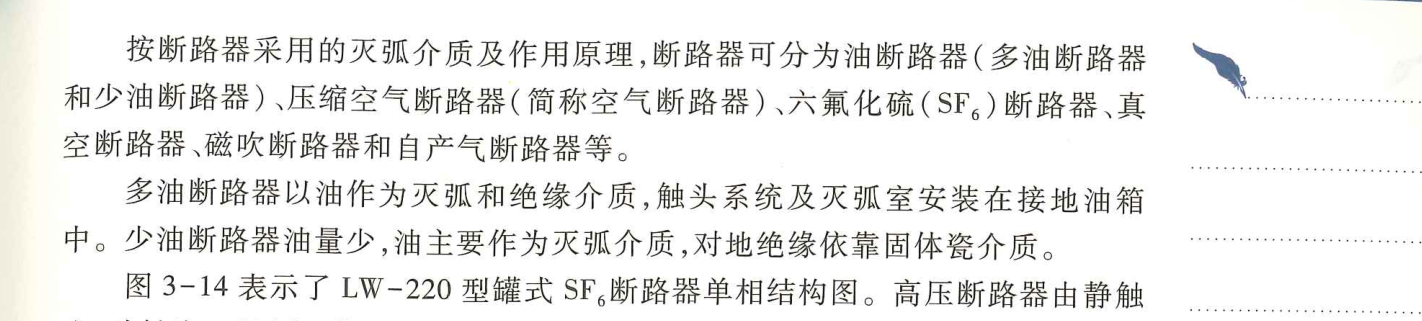 按断路器采用的灭弧介质及作用原理,断路器可分为油断路器(多油断路器
和少油断路器)、压缩空气断路器(简称空气断路器)、六氟化硫(SF₆)断路器、真
空断路器、磁吹断路器和自产气断路器等。
多油断路器以油作为灭弧和绝缘介质,触头系统及灭弧室安装在接地油箱
中。少油断路器油量少,油主要作为灭弧介质,对地绝缘依靠固体瓷介质。
图 3-14 表示了 LW-220 型罐式 SF₆断路器单相结构图。高压断路器由静触